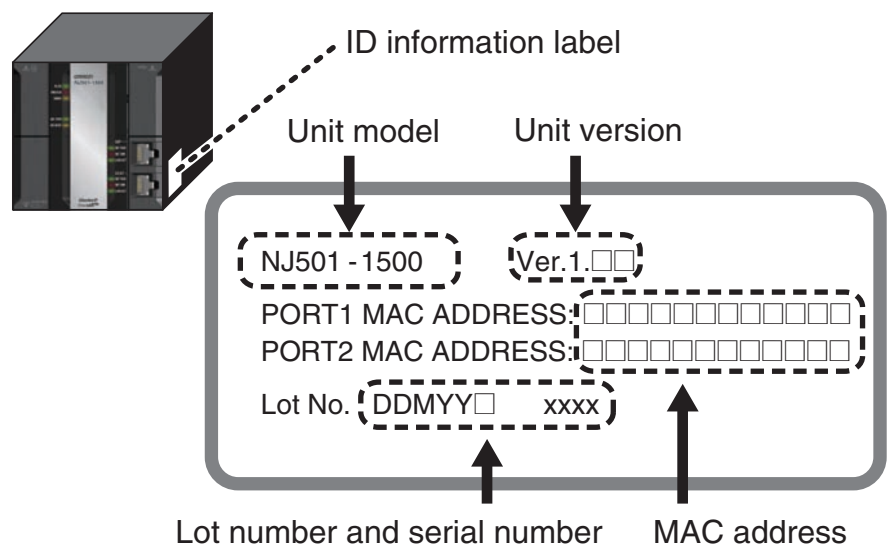 ID information label
Unit model
Unit version
NJ501 - 1500
Ver.1.□□
PORT1 MAC ADDRESS: □□□□□□□□□□□□
PORT2 MAC ADDRESS: □□□□□□□□□□□□
Lot No. DDMYY□ xxxx
Lot number and serial number
MAC address